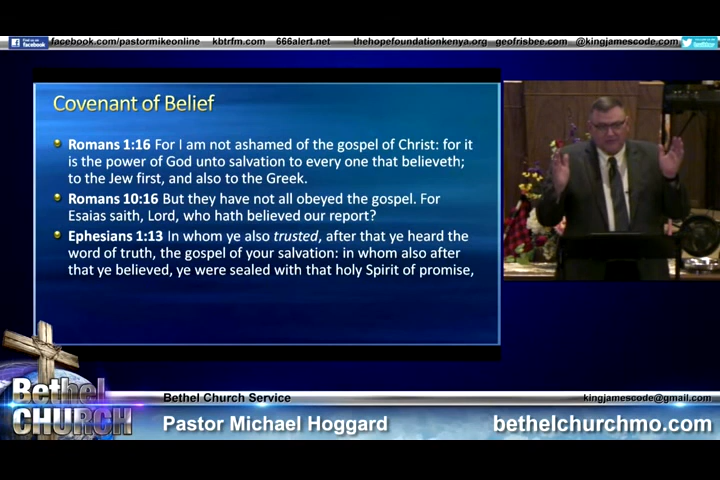 facebook.com/pastormikeonline kbtrfm.com 666alert.net thehopefoundationkenya.org geofrisbee.com @kingjamescode.com
Covenant of Belief
Romans 1:16 For I am not ashamed of the gospel of Christ: for it
is the power of God unto salvation to every one that believeth;
to the Jew first, and also to the Greek.
Romans 10:16 But they have not all obeyed the gospel. For
Esaias saith, Lord, who hath believed our report?
Ephesians 1:13 In whom ye also trusted, after that ye heard the
word of truth, the gospel of your salvation: in whom also after
that ye believed, ye were sealed with that holy Spirit of promise,
Bethel
CHURCH
Bethel Church Service
kingjamescode@gmail.com
Pastor Michael Hoggard
bethelchurchmo.com